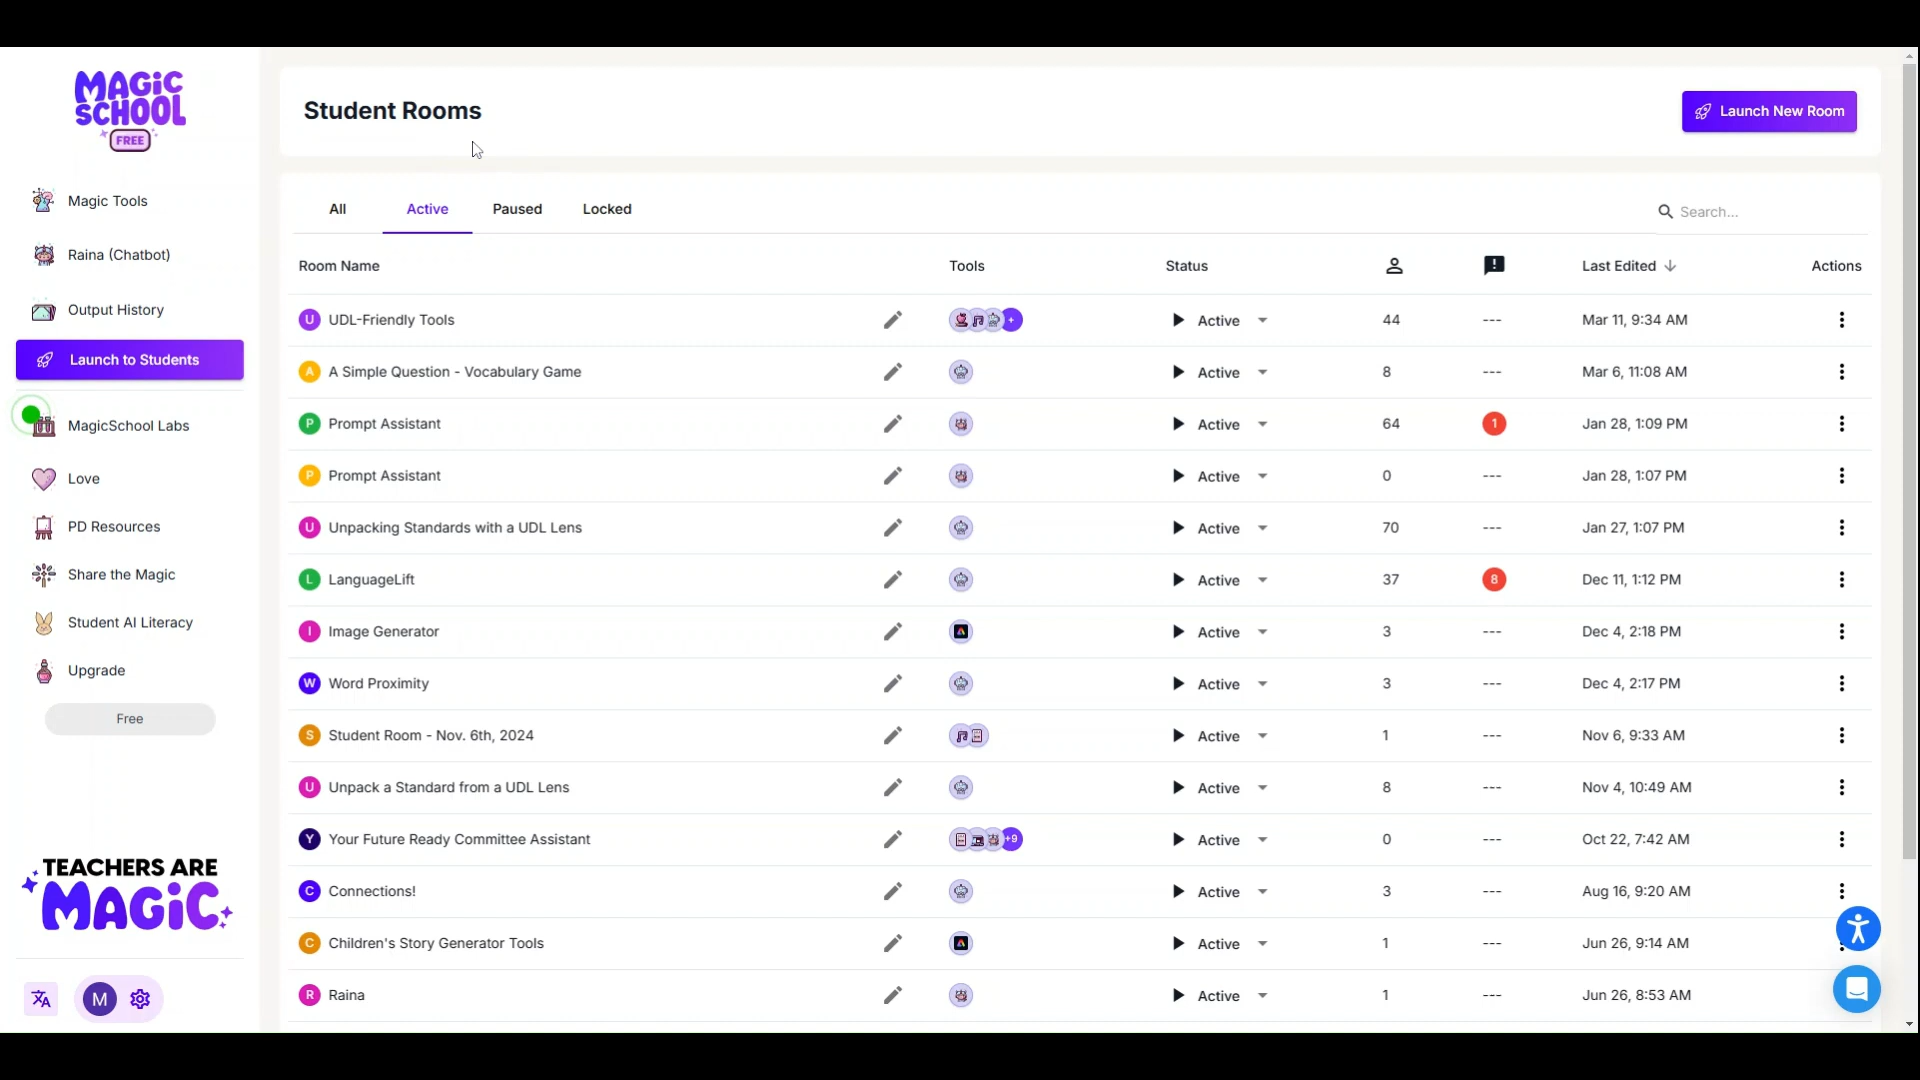 MAGIC
SCHOOL
FREE
Magic Tools
Raina (Chatbot)
Output History
Launch to Students
MagicSchool Labs
Love
PD Resources
Share the Magic
Student AI Literacy
Upgrade
Free
TEACHERS ARE
MAGIC
M
Student Rooms
Launch New Room
All Active Paused Locked
Search...
Room Name Tools Status Last Edited Actions
U UDL-Friendly Tools + Active 44 --- Mar 11, 9:34 AM
A A Simple Question - Vocabulary Game Active 8 --- Mar 6, 11:08 AM
P Prompt Assistant Active 64 1 Jan 28, 1:09 PM
P Prompt Assistant Active 0 --- Jan 28, 1:07 PM
U Unpacking Standards with a UDL Lens Active 70 --- Jan 27, 1:07 PM
L LanguageLift Active 37 8 Dec 11, 1:12 PM
I Image Generator Active 3 --- Dec 4, 2:18 PM
W Word Proximity Active 3 --- Dec 4, 2:17 PM
S Student Room - Nov. 6th, 2024 Active 1 --- Nov 6, 9:33 AM
U Unpack a Standard from a UDL Lens Active 8 --- Nov 4, 10:49 AM
Y Your Future Ready Committee Assistant +9 Active 0 --- Oct 22, 7:42 AM
C Connections! Active 3 --- Aug 16, 9:20 AM
C Children's Story Generator Tools Active 1 --- Jun 26, 9:14 AM
R Raina Active 1 --- Jun 26, 8:53 AM